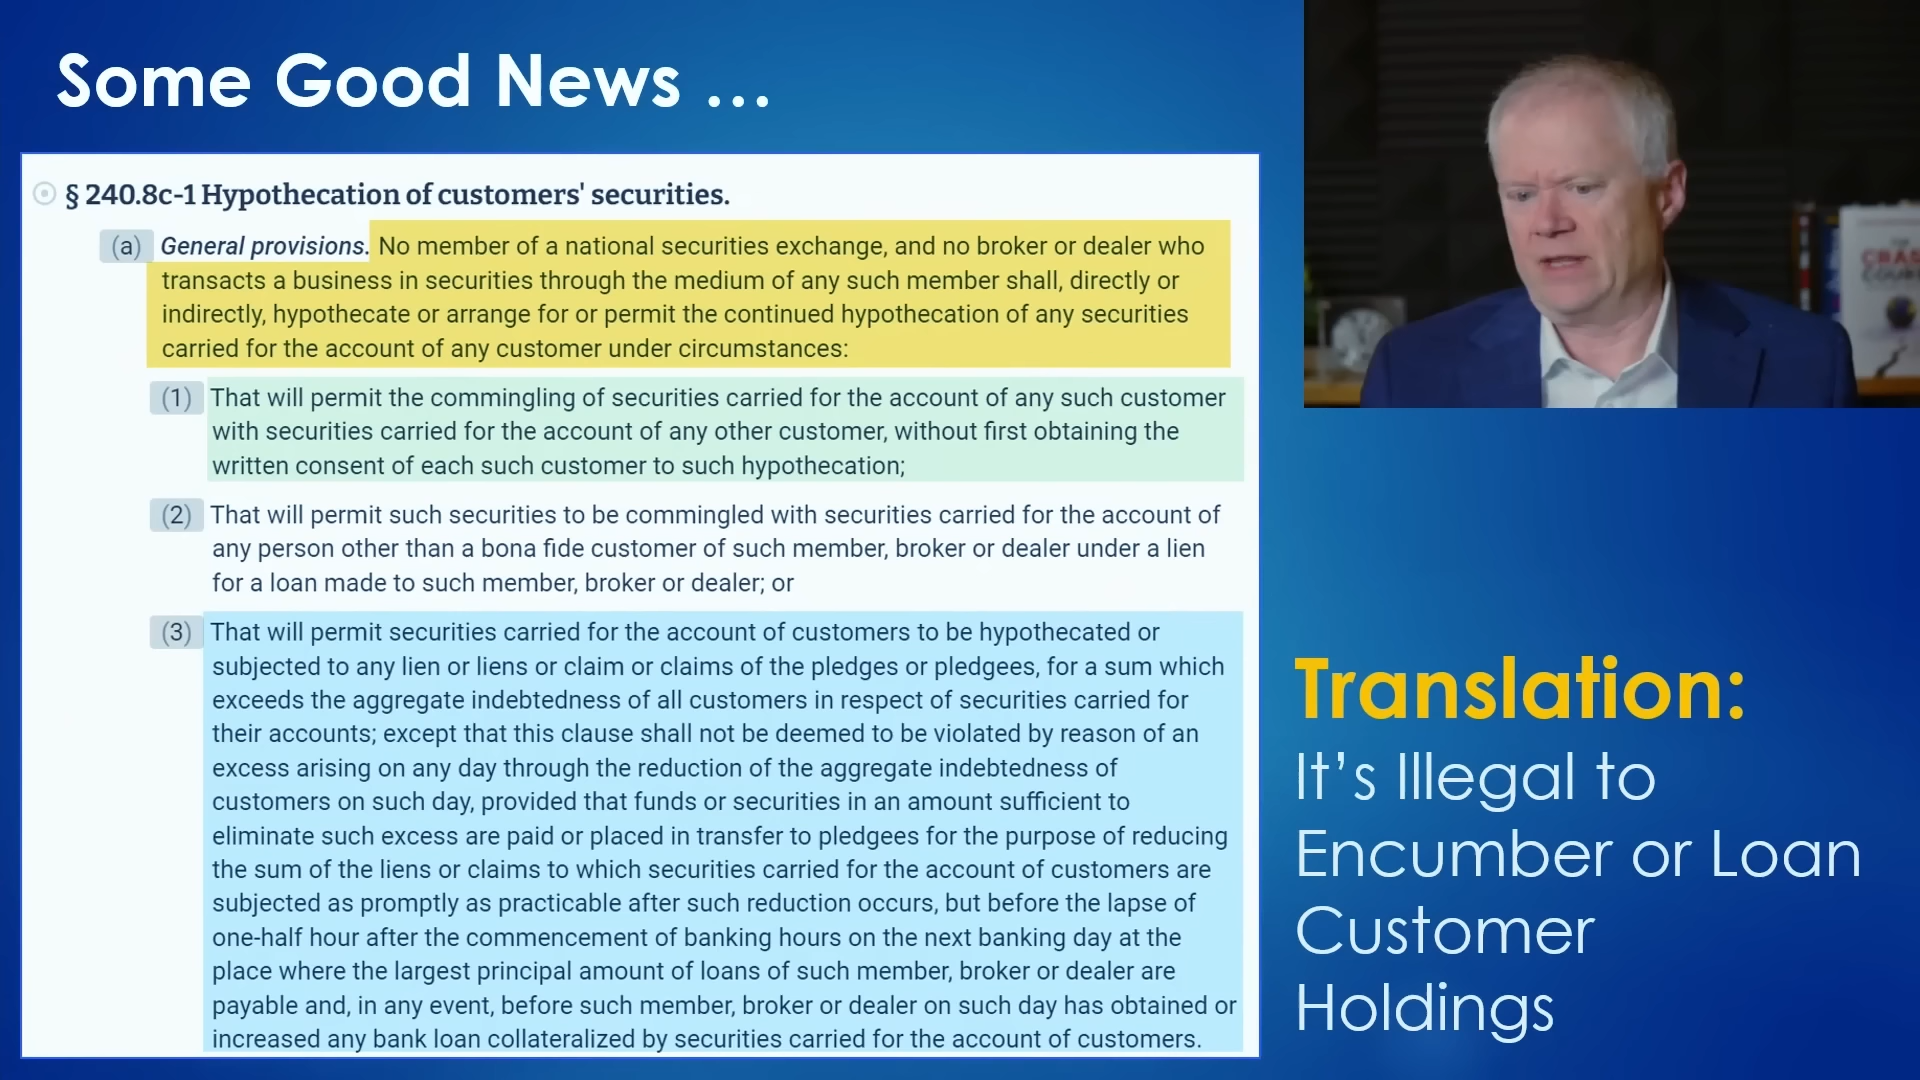 Some Good News ...
§ 240.8c-1 Hypothecation of customers' securities.
(a) General provisions. No member of a national securities exchange, and no broker or dealer who
transacts a business in securities through the medium of any such member shall, directly or
indirectly, hypothecate or arrange for or permit the continued hypothecation of any securities
carried for the account of any customer under circumstances:
(1) That will permit the commingling of securities carried for the account of any such customer
with securities carried for the account of any other customer, without first obtaining the
written consent of each such customer to such hypothecation;
(2) That will permit such securities to be commingled with securities carried for the account of
any person other than a bona fide customer of such member, broker or dealer under a lien
for a loan made to such member, broker or dealer; or
(3) That will permit securities carried for the account of customers to be hypothecated or
subjected to any lien or liens or claim or claims of the pledges or pledgees, for a sum which
exceeds the aggregate indebtedness of all customers in respect of securities carried for
their accounts; except that this clause shall not be deemed to be violated by reason of an
excess arising on any day through the reduction of the aggregate indebtedness of
customers on such day, provided that funds or securities in an amount sufficient to
eliminate such excess are paid or placed in transfer to pledgees for the purpose of reducing
the sum of the liens or claims to which securities carried for the account of customers are
subjected as promptly as practicable after such reduction occurs, but before the lapse of
one-half hour after the commencement of banking hours on the next banking day at the
place where the largest principal amount of loans of such member, broker or dealer are
payable and, in any event, before such member, broker or dealer on such day has obtained or
increased any bank loan collateralized by securities carried for the account of customers.
Translation:
It's Illegal to
Encumber or Loan
Customer
Holdings